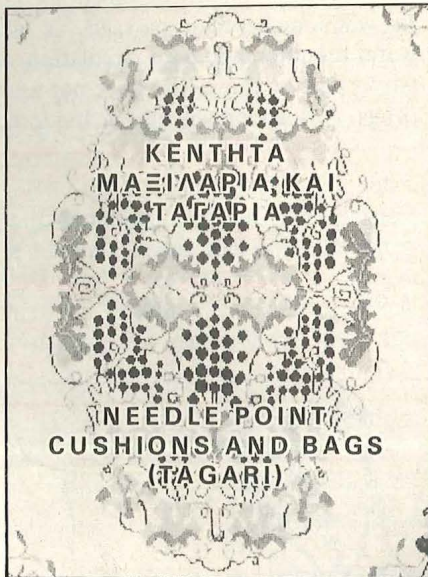 ΚΕΝΤΗΤΑ
ΜΑΞΙΛΑΡΙΑ ΚΑΙ
ΤΑΓΑΡΙΑ
NEEDLE POINT
CUSHIONS AND BAGS
(TAGARI)